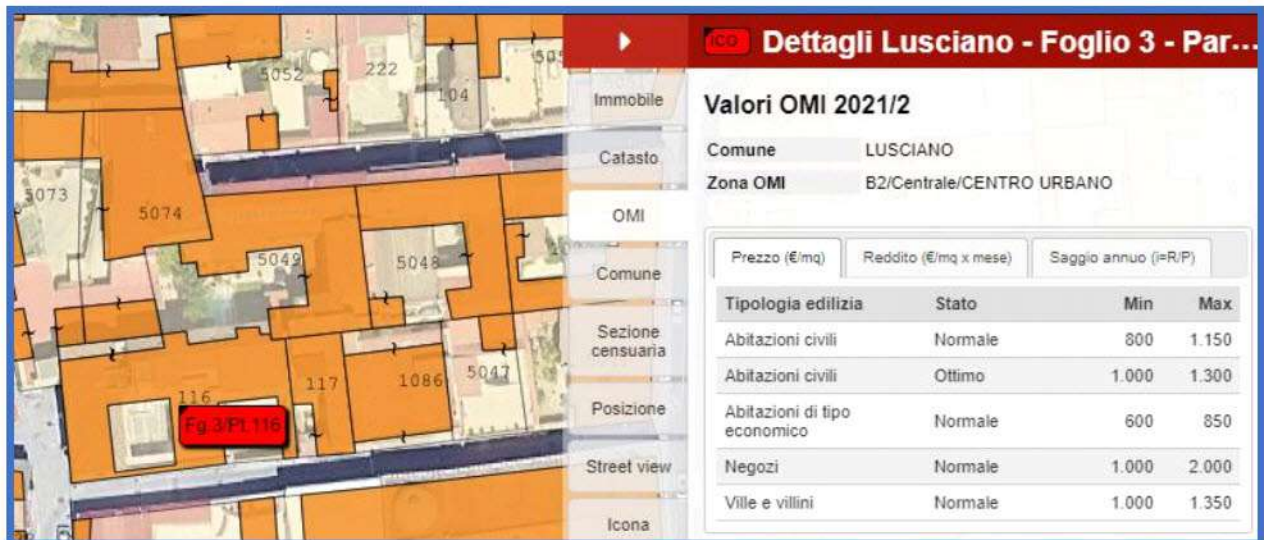 5052
222
505
104
5073
5074
5049
5048
116
117
1086
5047
Fg.3/Pt.116
Immobile
Catasto
OMI
Comune
Sezione
censuaria
Posizione
Street view
Icona
ICO Dettagli Lusciano - Foglio 3 - Par...
Valori OMI 2021/2
Comune LUSCIANO
Zona OMI B2/Centrale/CENTRO URBANO
Prezzo (€/mq) Reddito (€/mq x mese) Saggio annuo (i=R/P)
Tipologia edilizia Stato Min Max
Abitazioni civili Normale 800 1.150
Abitazioni civili Ottimo 1.000 1.300
Abitazioni di tipo
economico Normale 600 850
Negozi Normale 1.000 2.000
Ville e villini Normale 1.000 1.350